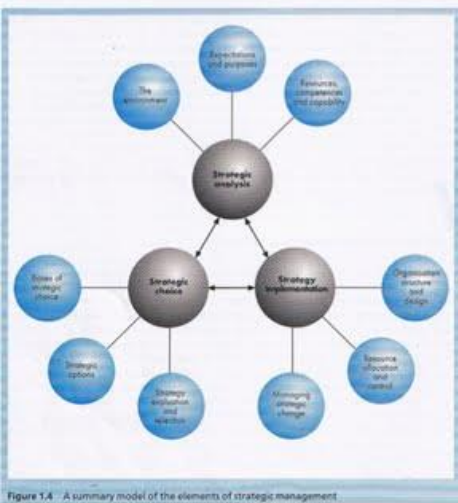 Expectations
and purposes
The
environment
Resources,
competences
and capability
Strategic
analysis
Bases of
strategic
choice
Strategic
choice
Strategy
implementation
Organisation
structure
and
design
Strategic
options
Resource
allocation
and
control
Strategy
evaluation
and
selection
Managing
strategic
change
Figure 1.4 A summary model of the elements of strategic management